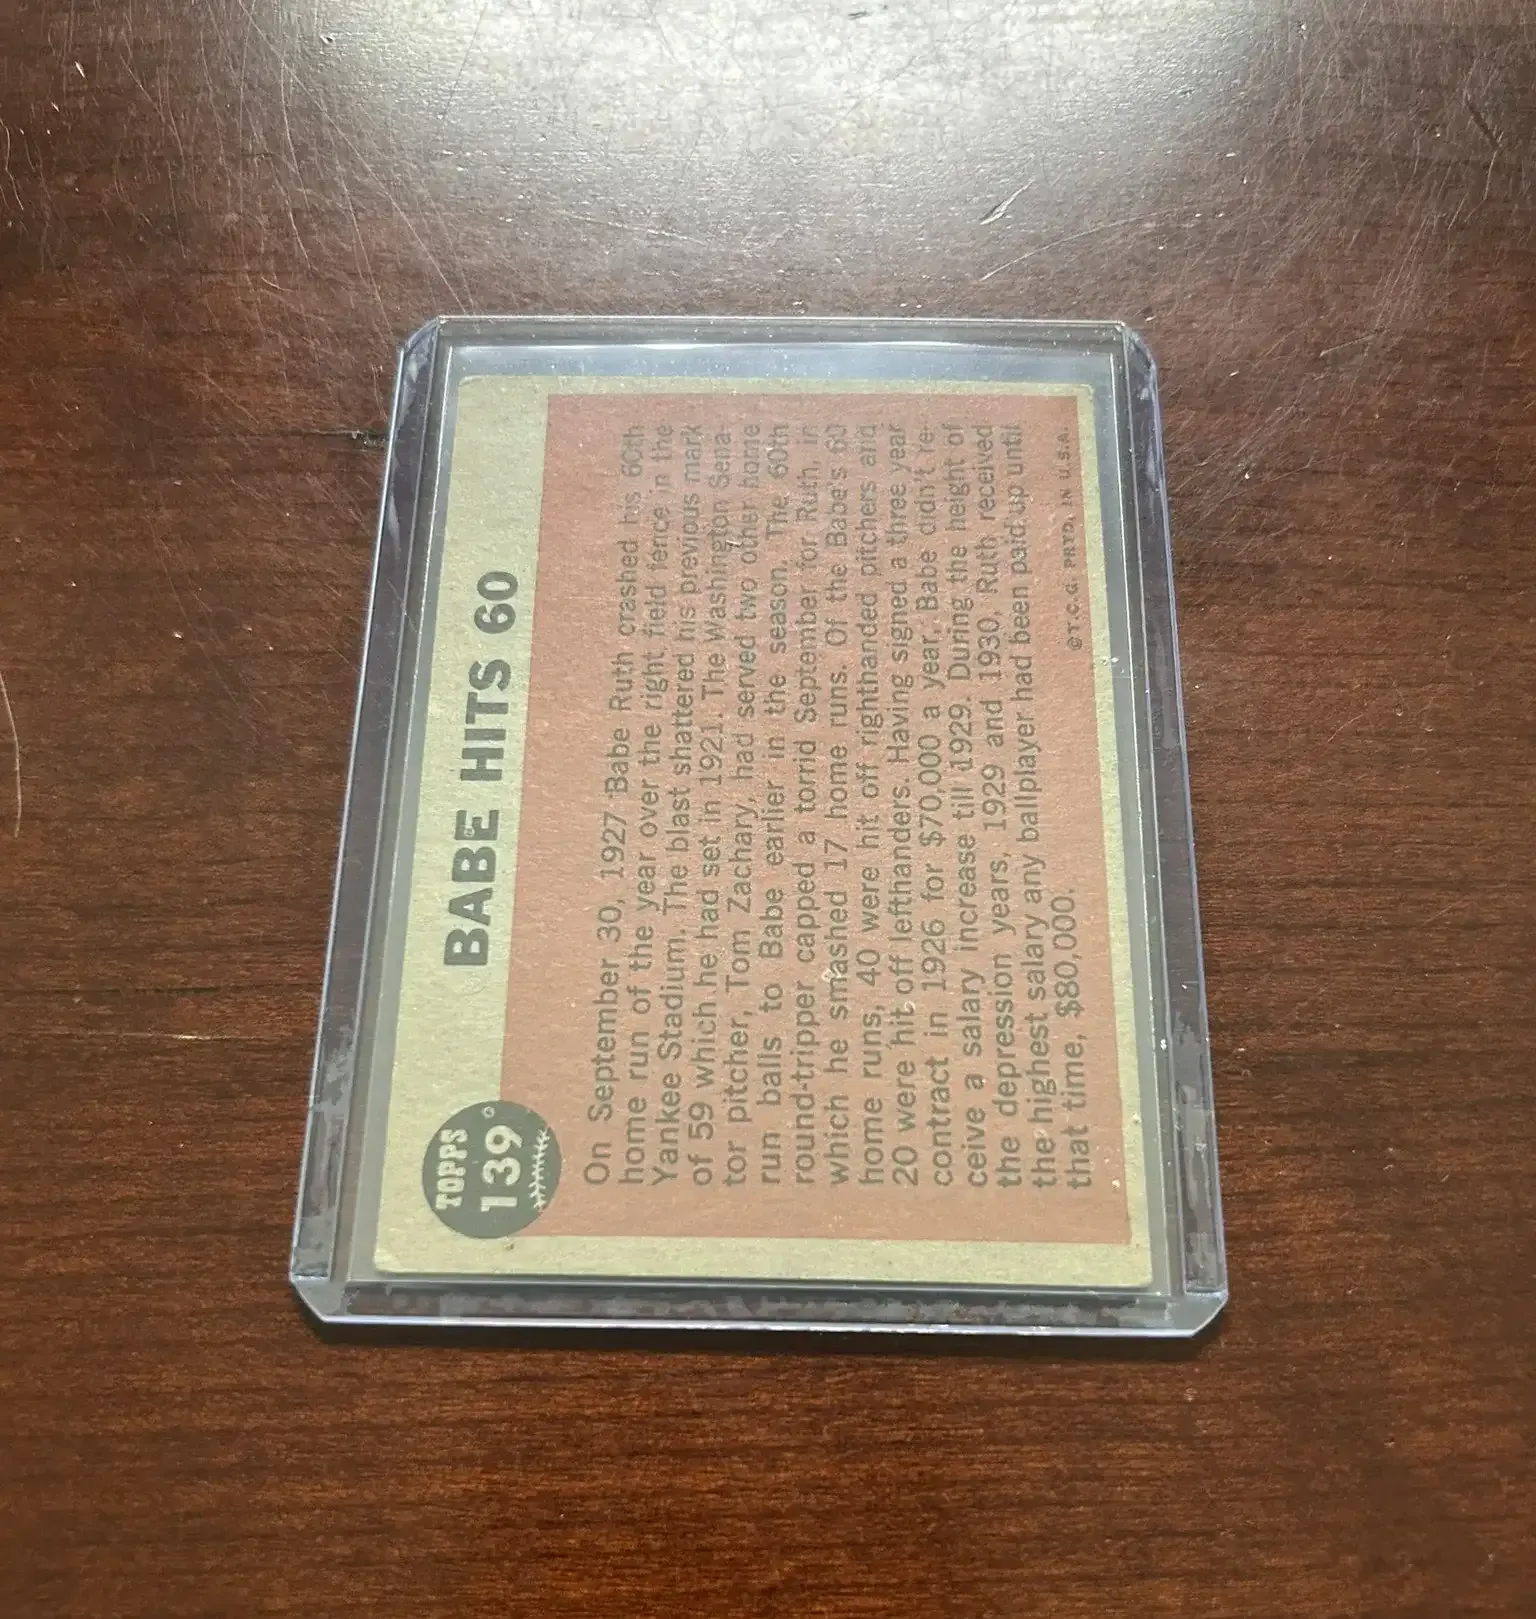 TOPPS
139
BABE HITS 60
On September 30, 1927 Babe Ruth crashed his 60th
home run of the year over the right field fence in the
Yankee Stadium. The blast shattered his previous mark
of 59 which he had set in 1921. The Washington Sena-
tor pitcher, Tom Zachary, had served two other home
run balls to Babe earlier in the season. The 60th
round-tripper capped a torrid September for Ruth, in
which he smashed 17 home runs. Of the Babe's 60
home runs, 40 were hit off righthanded pitchers and
20 were hit off lefthanders. Having signed a three year
contract in 1926 for $70,000 a year, Babe didn't re-
ceive a salary increase till 1929. During the height of
the depression years, 1929 and 1930, Ruth received
the highest salary any ballplayer had been paid up until
that time, $80,000.
©T.C.G. PRTD. IN U.S.A.